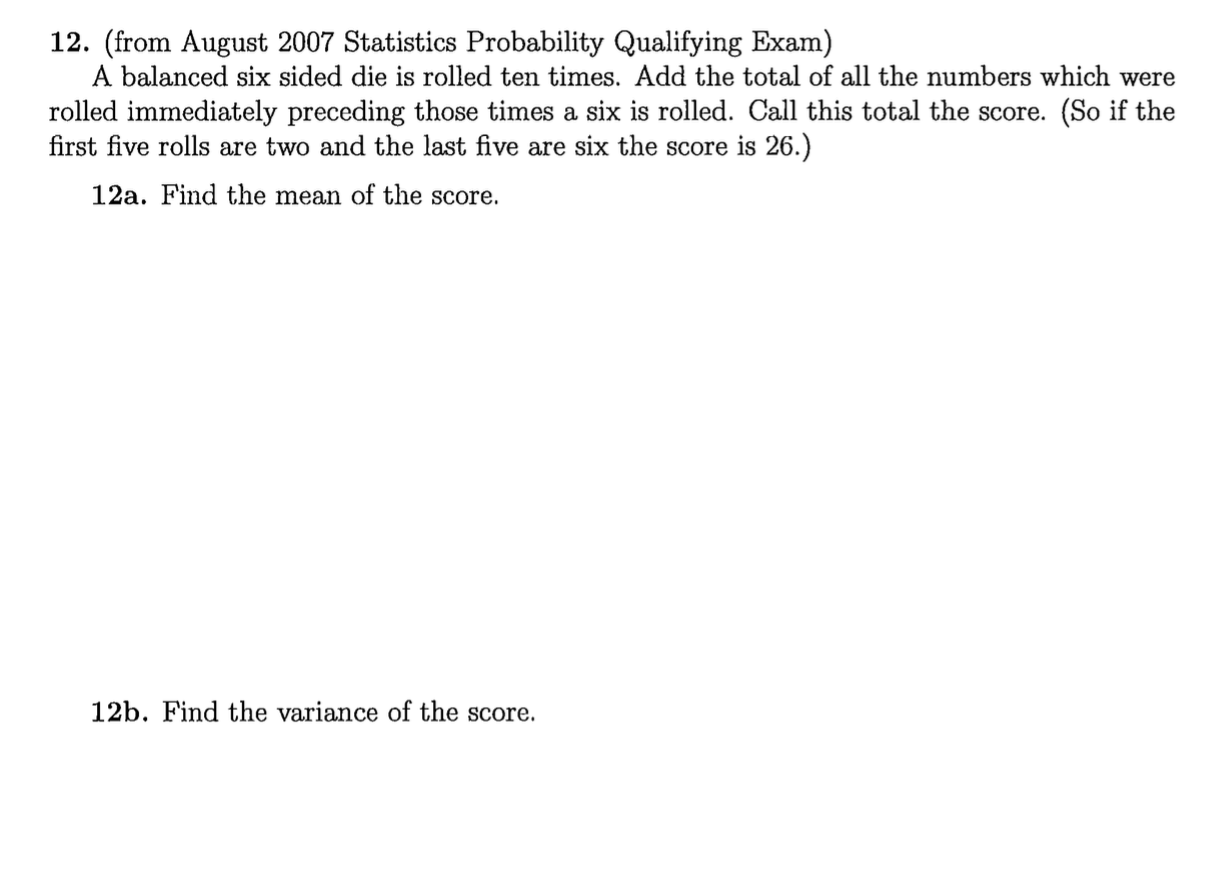 12. (from August 2007 Statistics Probability Qualifying Exam)
A balanced six sided die is rolled ten times. Add the total of all the numbers which were
rolled immediately preceding those times a six is rolled. Call this total the score. (So if the
first five rolls are two and the last five are six the score is 26.)
12a. Find the mean of the score.
12b. Find the variance of the score.